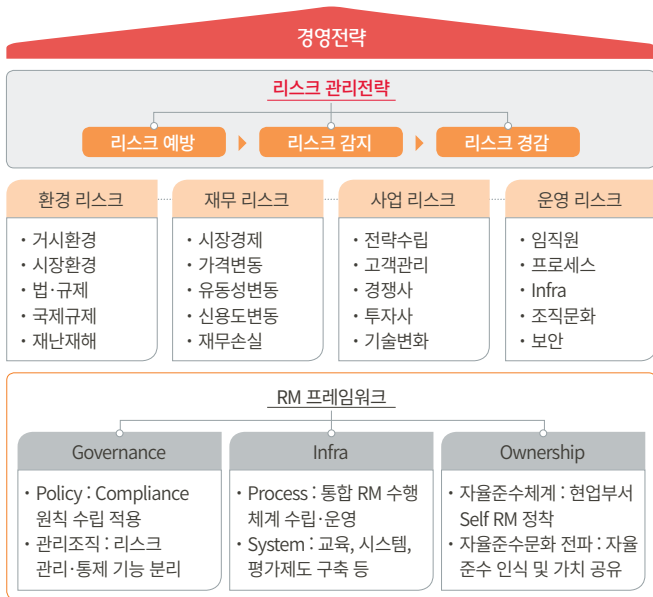 경영전략
리스크 관리전략
리스크 예방
리스크 감지
리스크 경감
환경 리스크
· 거시환경
· 시장환경
· 법·규제
· 국제규제
· 재난재해
재무 리스크
· 시장경제
· 가격변동
· 유동성변동
· 신용도변동
· 재무손실
사업 리스크
· 전략수립
· 고객관리
· 경쟁사
· 투자사
· 기술변화
운영 리스크
· 임직원
· 프로세스
· Infra
· 조직문화
· 보안
RM 프레임워크
Governance
· Policy : Compliance
원칙 수립 적용
· 관리조직 : 리스크
관리·통제 기능 분리
Infra
· Process : 통합 RM 수행
체계 수립·운영
· System : 교육, 시스템,
평가제도 구축 등
Ownership
· 자율준수체계 : 현업부서
Self RM 정착
· 자율준수문화 전파 : 자율
준수 인식 및 가치 공유